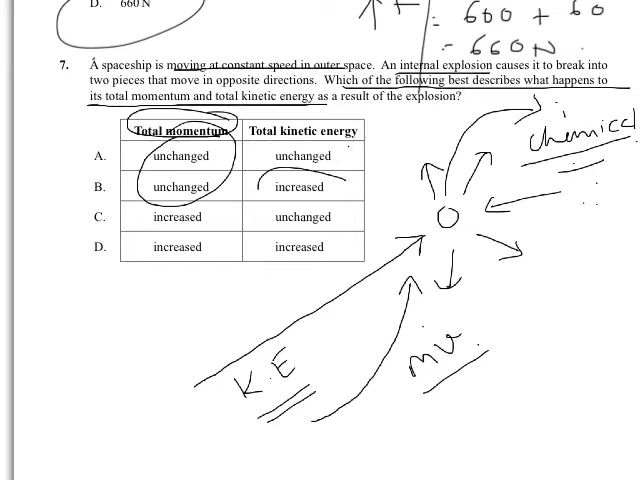 D. 660 N
= 600 + 60
= 660 N.
7. A spaceship is moving at constant speed in outer space. An internal explosion causes it to break into
two pieces that move in opposite directions. Which of the following best describes what happens to
its total momentum and total kinetic energy as a result of the explosion?
Total momentum Total kinetic energy
A. unchanged unchanged
B. unchanged increased
C. increased unchanged
D. increased increased
chemical
K.E
mv.